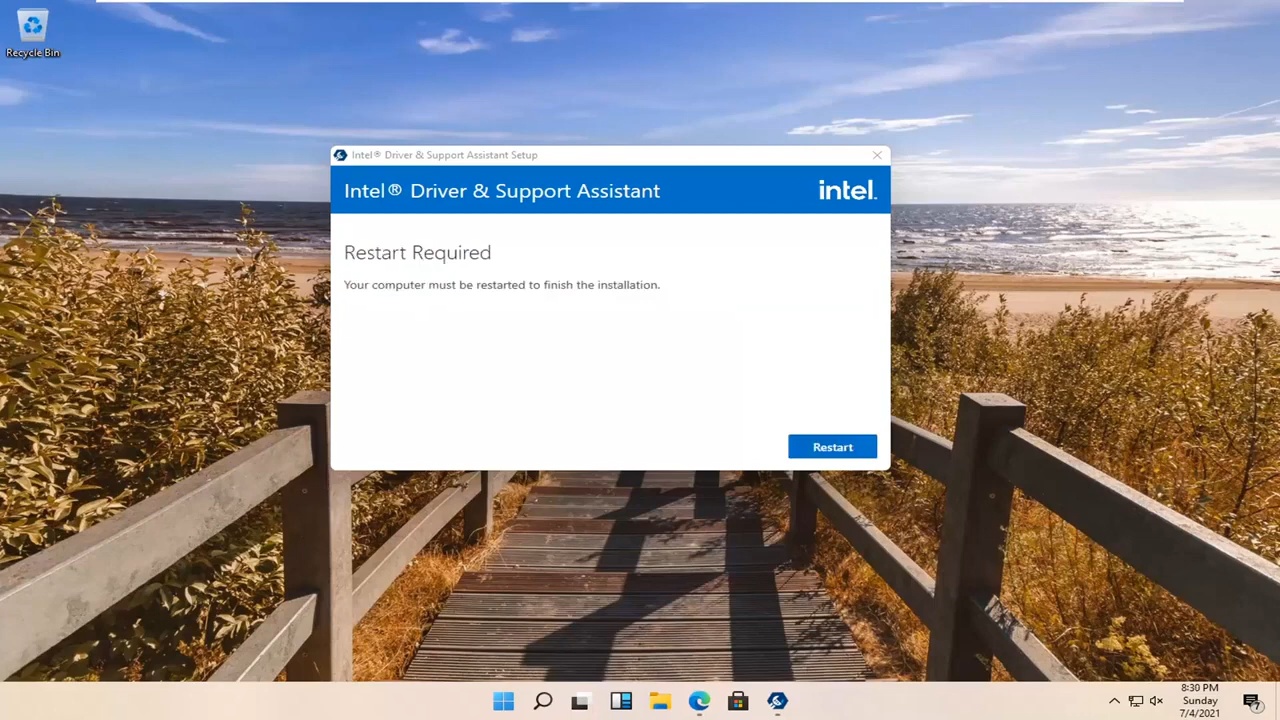 Recycle Bin
Intel® Driver & Support Assistant Setup
Intel® Driver & Support Assistant
intel.
Restart Required
Your computer must be restarted to finish the installation.
Restart
8:30 PM
Sunday
7/4/2021
7